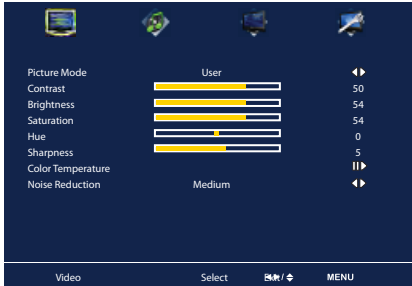 Picture Mode User
Contrast 50
Brightness 54
Saturation 54
Hue 0
Sharpness 5
Color Temperature
Noise Reduction Medium
Video Select / MENU